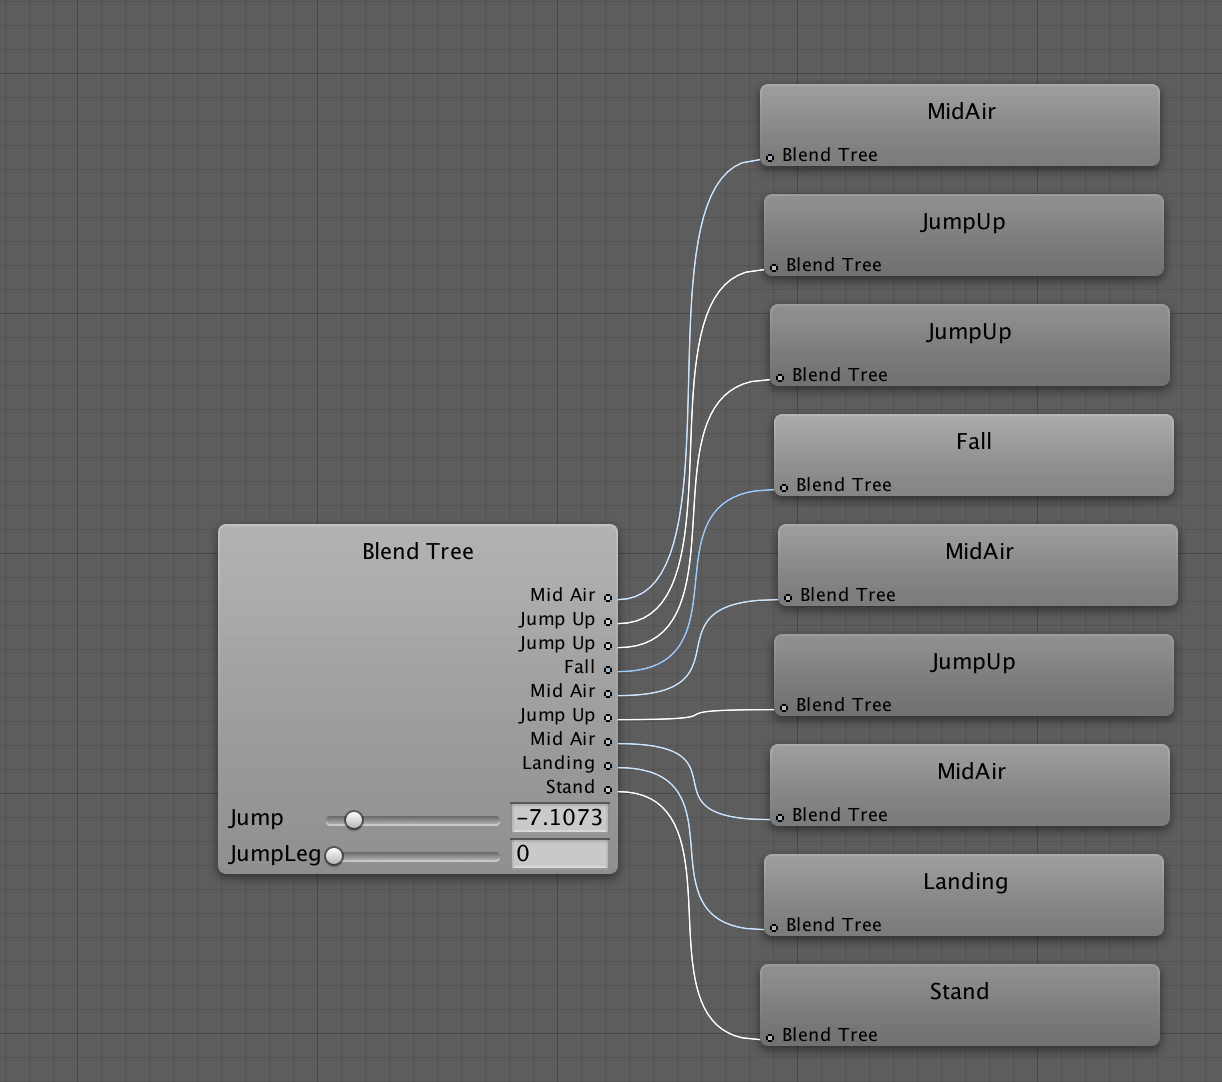 MidAir
Blend Tree
JumpUp
Blend Tree
JumpUp
Blend Tree
Fall
Blend Tree
MidAir
Blend Tree
JumpUp
Blend Tree
MidAir
Blend Tree
Landing
Blend Tree
Stand
Blend Tree
Blend Tree
Mid Air
Jump Up
Jump Up
Fall
Mid Air
Jump Up
Mid Air
Landing
Stand
Jump -7.1073
JumpLeg 0